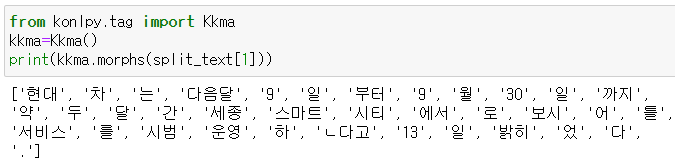 from konlpy.tag import Kkma
kkma=Kkma()
print(kkma.morphs(split_text[1]))
['현대', '차', '는', '다음달', '9', '일', '부터', '9', '월', '30', '일', '까지',
'약', '두', '달', '간', '세종', '스마트', '시티', '에서', '로', '보시', '어', '를',
'서비스', '를', '시범', '운영', '하', 'ㄴ다고', '13', '일', '밝히', '었', '다',
'.']